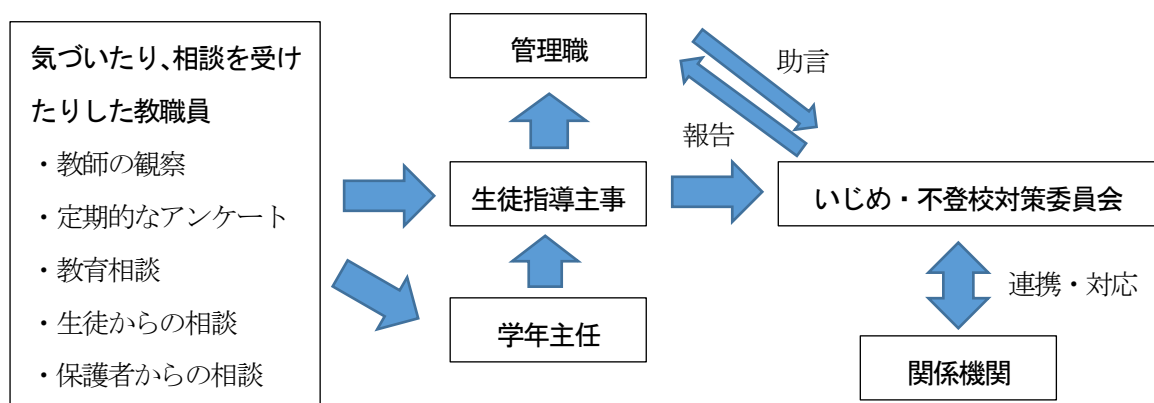 気づいたり、相談を受け
たりした教職員
・教師の観察
・定期的なアンケート
・教育相談
・生徒からの相談
・保護者からの相談
管理職
助言
報告
生徒指導主事
いじめ・不登校対策委員会
学年主任
連携・対応
関係機関